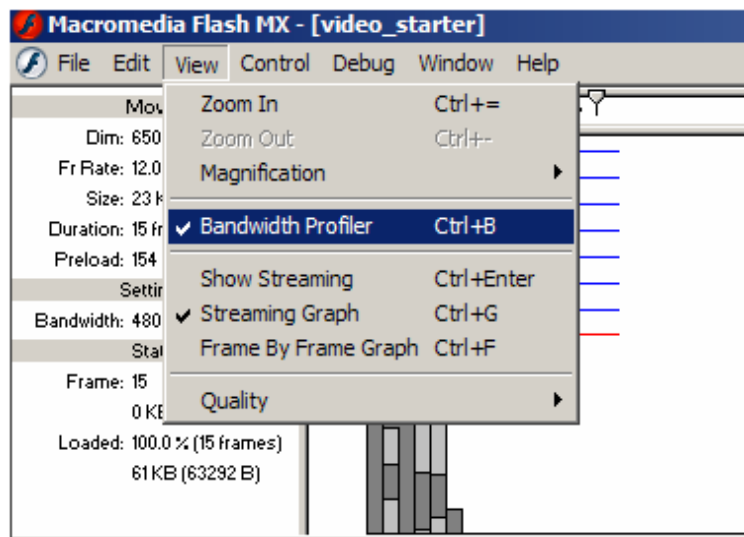 Macromedia Flash MX - [video_starter]
File Edit View Control Debug Window Help
Zoom In Ctrl+=
Zoom Out Ctrl+-
Magnification
Bandwidth Profiler Ctrl+B
Show Streaming Ctrl+Enter
Streaming Graph Ctrl+G
Frame By Frame Graph Ctrl+F
Quality
Dim: 650
Fr Rate: 12.0
Size: 23
Duration: 15
Preload: 154
Bandwidth: 480
Frame: 15
0
Loaded: 100.0 % (15 frames)
61 KB (63292 B)